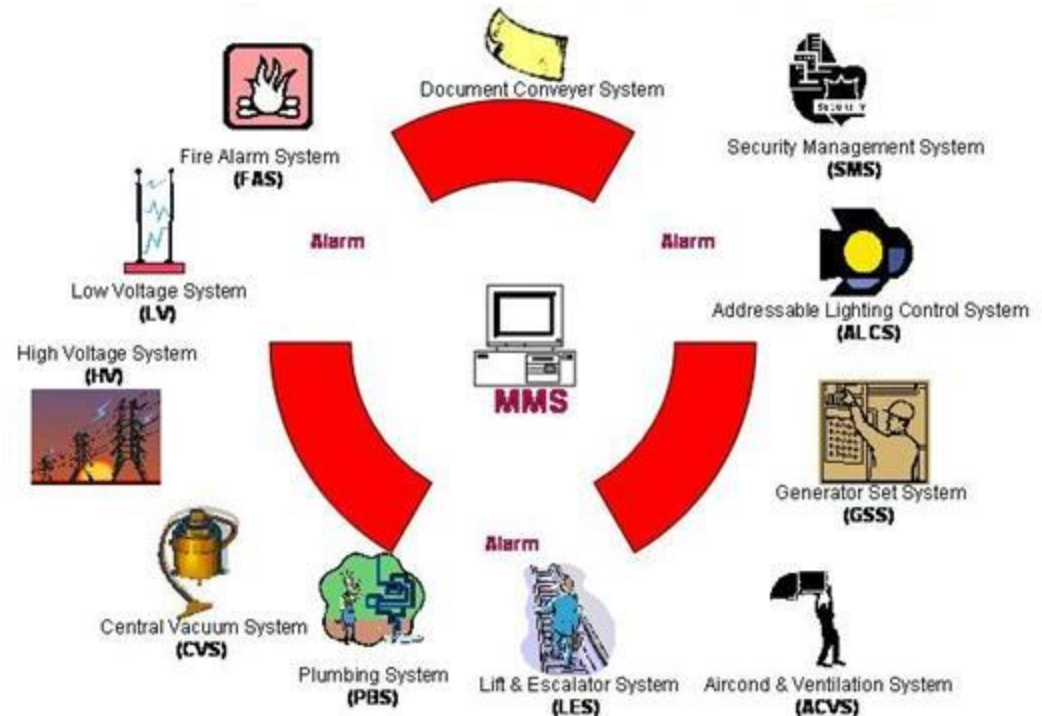 Document Conveyer System
Fire Alarm System
(FAS)
Security Management System
(SMS)
SECURITY
Alarm
Alarm
Low Voltage System
(LV)
Addressable Lighting Control System
(ALCS)
High Voltage System
(HV)
MMS
Generator Set System
(GSS)
Alarm
Central Vacuum System
(CVS)
Plumbing System
(PBS)
Lift & Escalator System
(LES)
Aircond & Ventilation System
(ACVS)